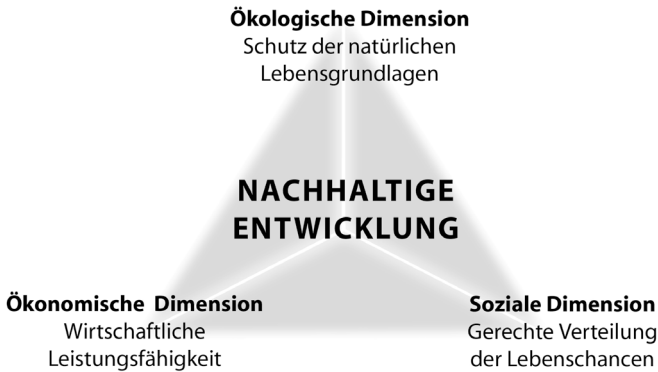 Ökologische Dimension
Schutz der natürlichen
Lebensgrundlagen
NACHHALTIGE
ENTWICKLUNG
Ökonomische Dimension
Wirtschaftliche
Leistungsfähigkeit
Soziale Dimension
Gerechte Verteilung
der Lebenschancen